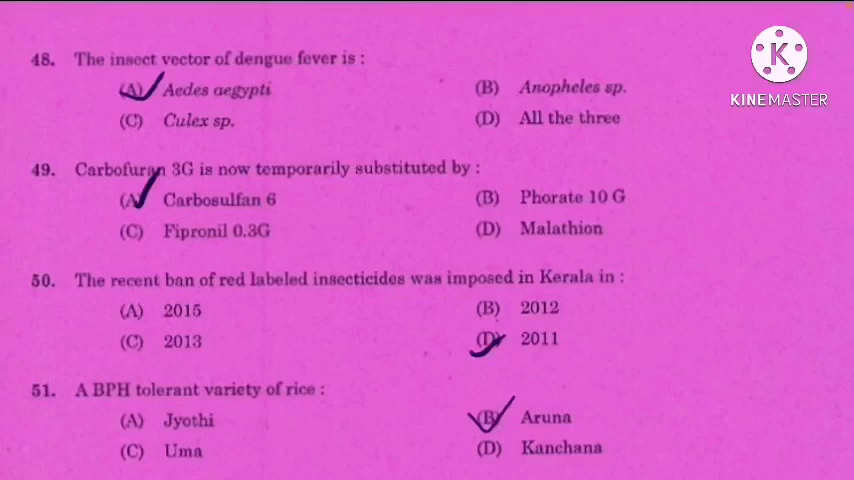 48. The insect vector of dengue fever is :
(A) Aedes aegypti (B) Anopheles sp.
(C) Culex sp. (D) All the three
49. Carbofuran 3G is now temporarily substituted by :
(A) Carbosulfan 6 (B) Phorate 10 G
(C) Fipronil 0.3G (D) Malathion
50. The recent ban of red labeled insecticides was imposed in Kerala in :
(A) 2015 (B) 2012
(C) 2013 (D) 2011
51. A BPH tolerant variety of rice :
(A) Jyothi (B) Aruna
(C) Uma (D) Kanchana
K
KINEMASTER